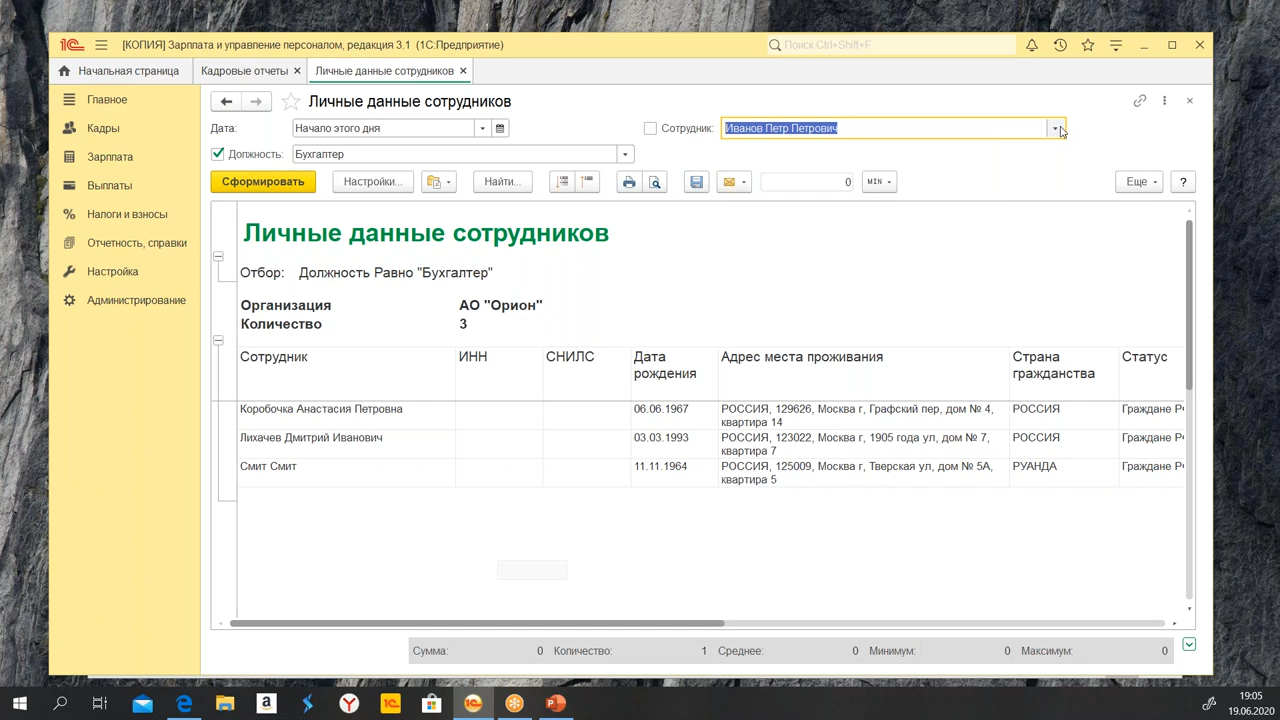 1С [КОПИЯ] Зарплата и управление персоналом, редакция 3.1 (1С:Предприятие) Поиск Ctrl+Shift+F
Начальная страница Кадровые отчеты × Личные данные сотрудников ×
Главное
Кадры
Зарплата
Выплаты
Налоги и взносы
Отчетность, справки
Настройка
Администрирование
Личные данные сотрудников
Дата: Начало этого дня Сотрудник: Иванов Петр Петрович
Должность: Бухгалтер
Сформировать Настройки... Найти... 0 MIN Еще ?
Личные данные сотрудников
Отбор: Должность Равно "Бухгалтер"
Организация АО "Орион"
Количество 3
Сотрудник ИНН СНИЛС Дата рождения Адрес места проживания Страна гражданства Статус
Коробочка Анастасия Петровна 06.06.1967 РОССИЯ, 129626, Москва г, Графский пер, дом № 4, квартира 14 РОССИЯ Граждане
Лихачев Дмитрий Иванович 03.03.1993 РОССИЯ, 123022, Москва г, 1905 года ул, дом № 7, квартира 7 РОССИЯ Граждане
Смит Смит 11.11.1964 РОССИЯ, 125009, Москва г, Тверская ул, дом № 5А, квартира 5 РУАНДА Граждане
Сумма: 0 Количество: 1 Среднее: 0 Минимум: 0 Максимум: 0
19:05
19.06.2020